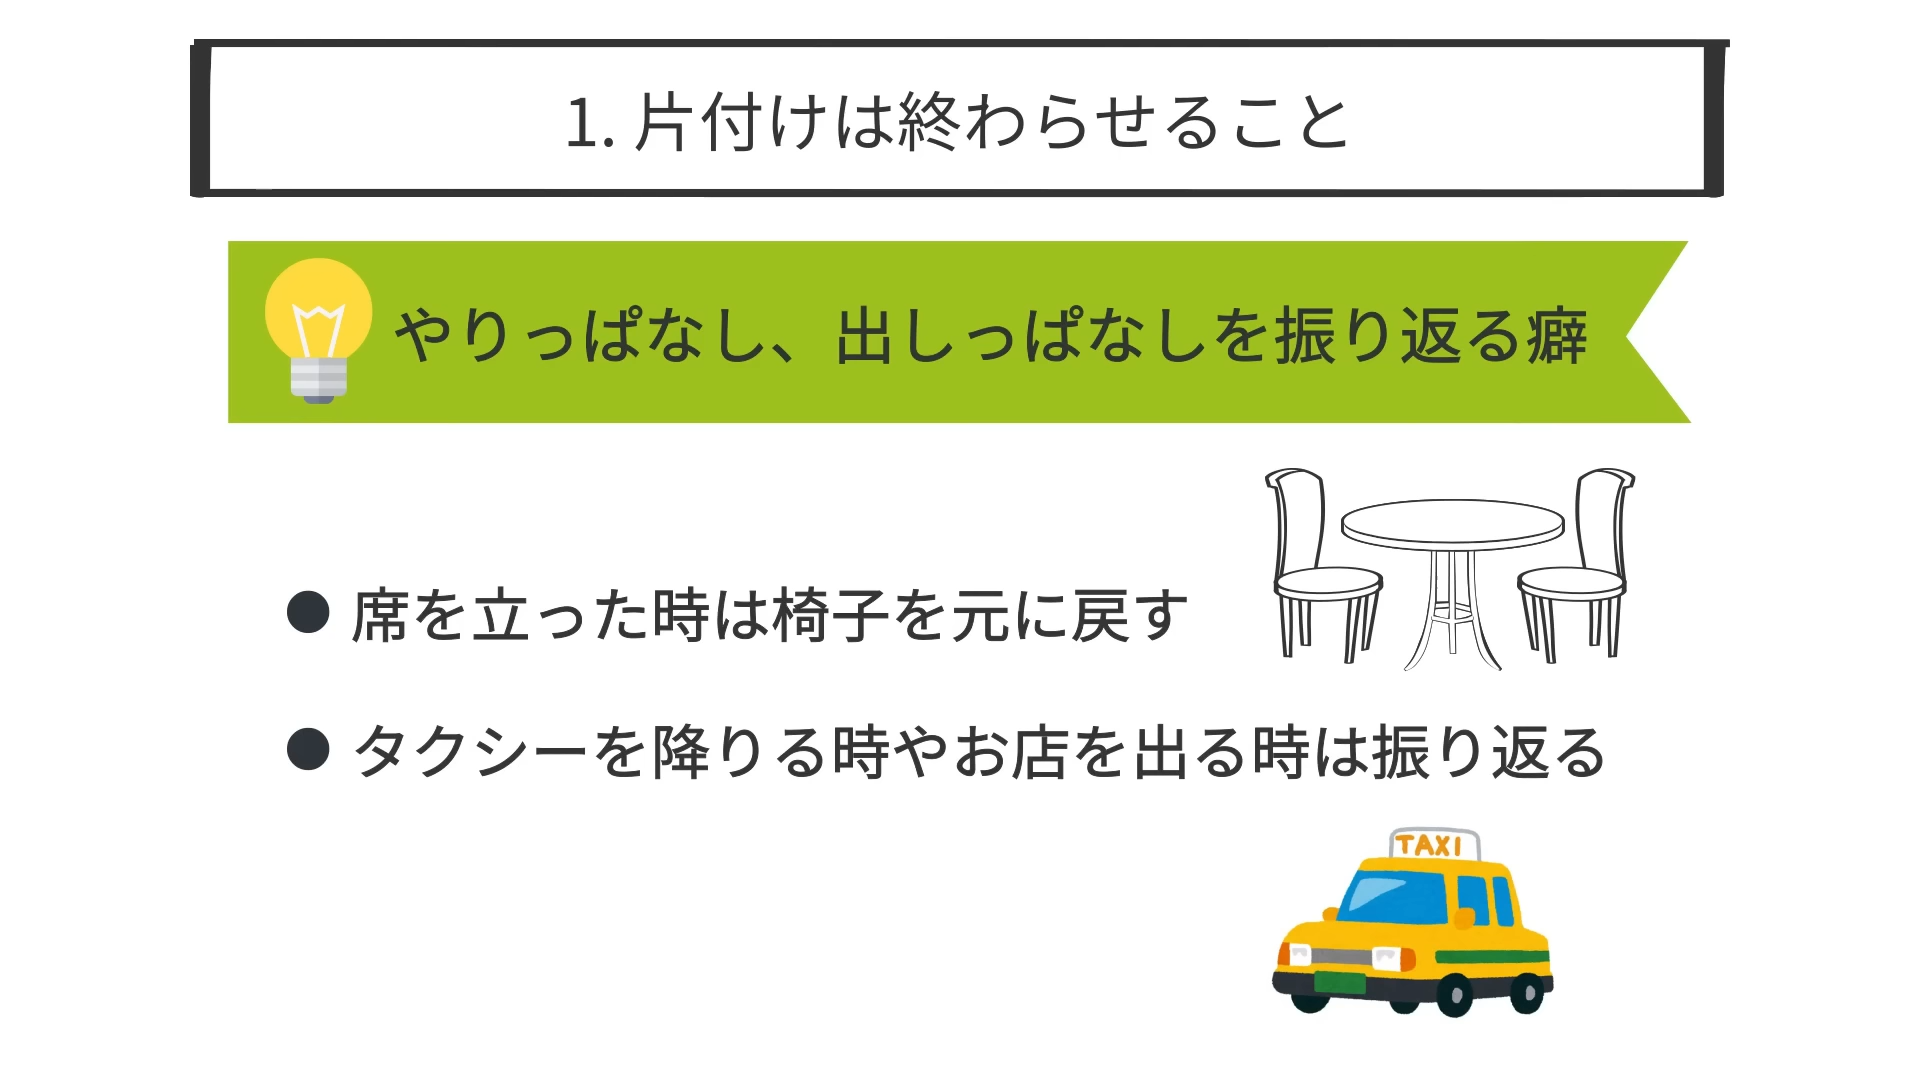 1. 片付けは終わらせること
やりっぱなし、出しっぱなしを振り返る癖
● 席を立った時は椅子を元に戻す
● タクシーを降りる時やお店を出る時は振り返る
TAXI